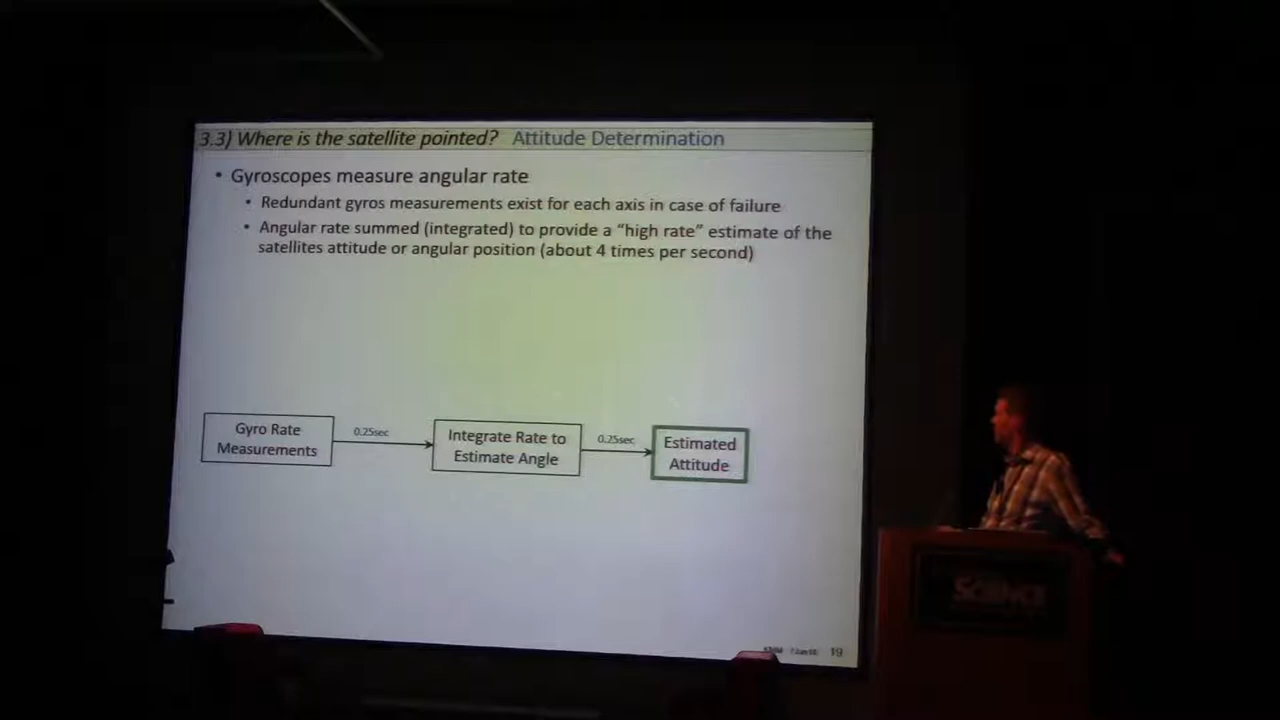 3.3) Where is the satellite pointed? Attitude Determination
• Gyroscopes measure angular rate
• Redundant gyros measurements exist for each axis in case of failure
• Angular rate summed (integrated) to provide a “high rate” estimate of the
satellites attitude or angular position (about 4 times per second)
Gyro Rate
Measurements
0.25sec
Integrate Rate to
Estimate Angle
0.25sec
Estimated
Attitude
19
SCIENCE